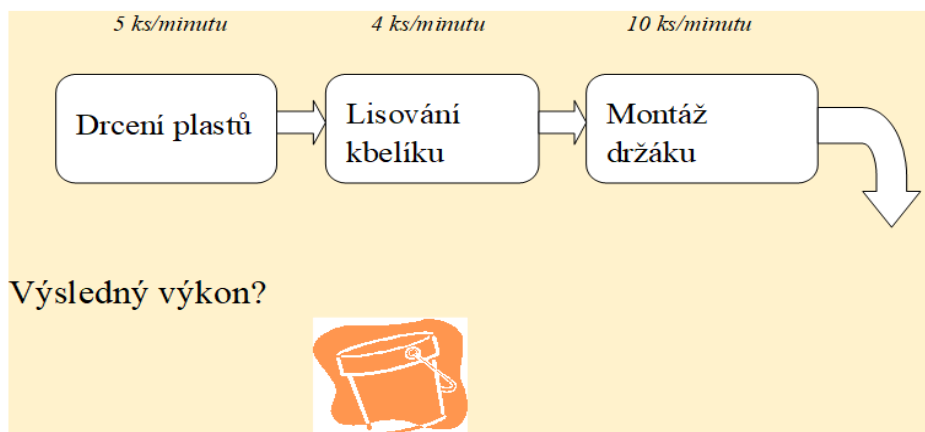 5 ks/minutu 4 ks/minutu 10 ks/minutu
Drcení plastů
Lisování
kbelíku
Montáž
držáku
Výsledný výkon?